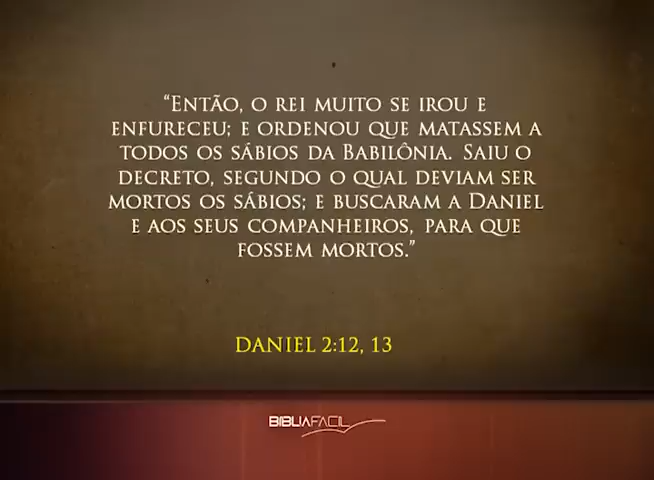 “Então, o rei muito se irou e
enfureceu; e ordenou que matassem a
todos os sábios da Babilônia. Saiu o
decreto, segundo o qual deviam ser
mortos os sábios; e buscaram a Daniel
e aos seus companheiros, para que
fossem mortos.”
DANIEL 2:12, 13
BIBLIAFACIL